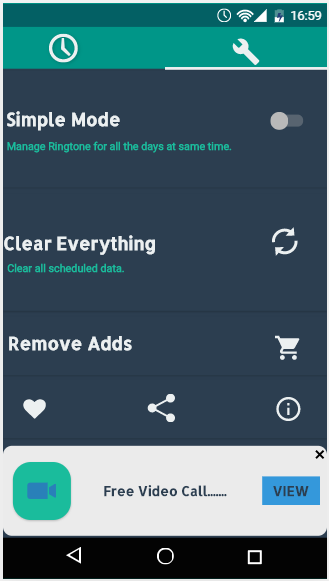 16:59
Simple Mode
Manage Ringtone for all the days at same time.
Clear Everything
Clear all scheduled data.
Remove Adds
Free Video Call.......
VIEW